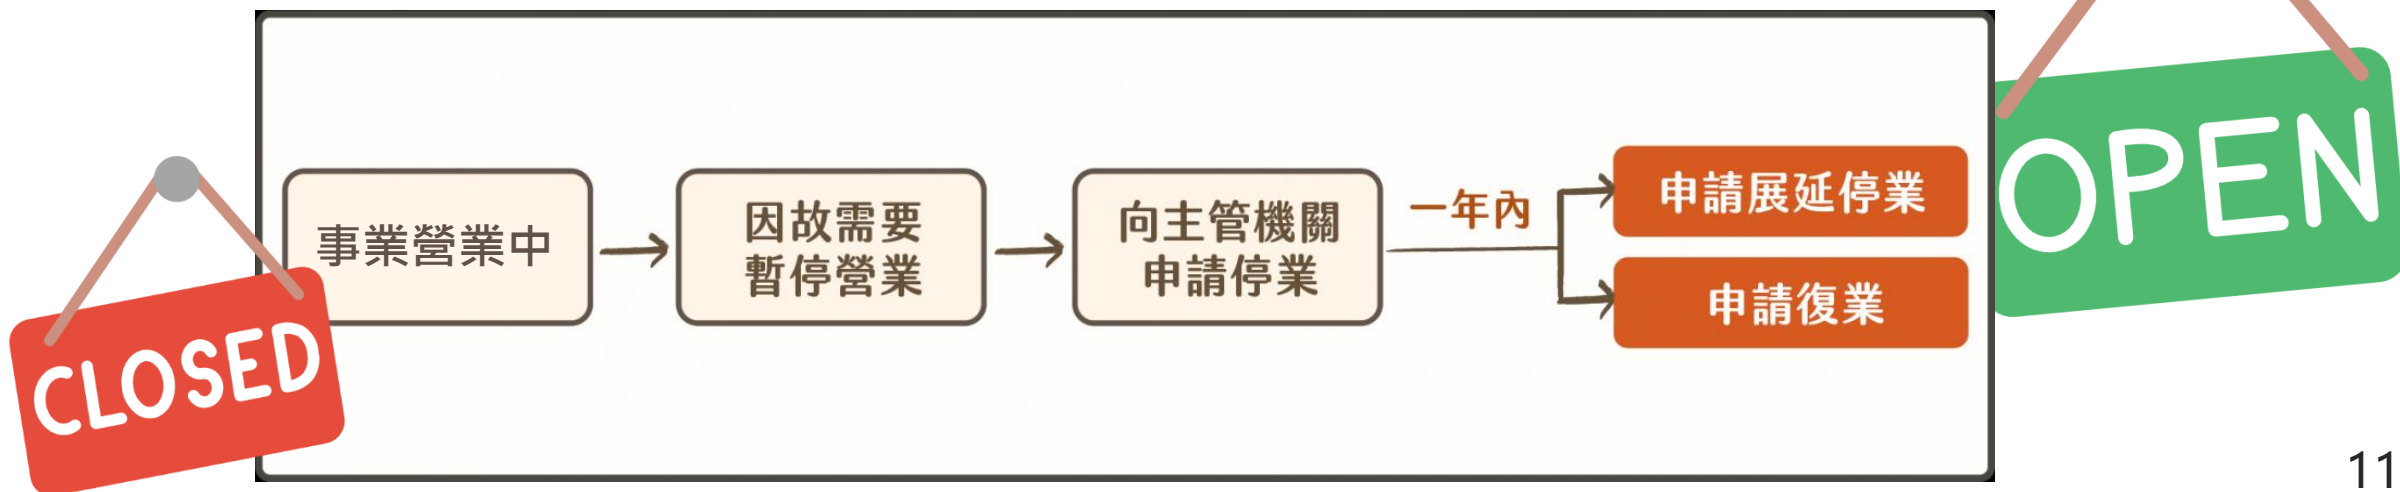 CLOSED
事業營業中
因故需要
暫停營業
向主管機關
申請停業
一年內
申請展延停業
申請復業
OPEN
11